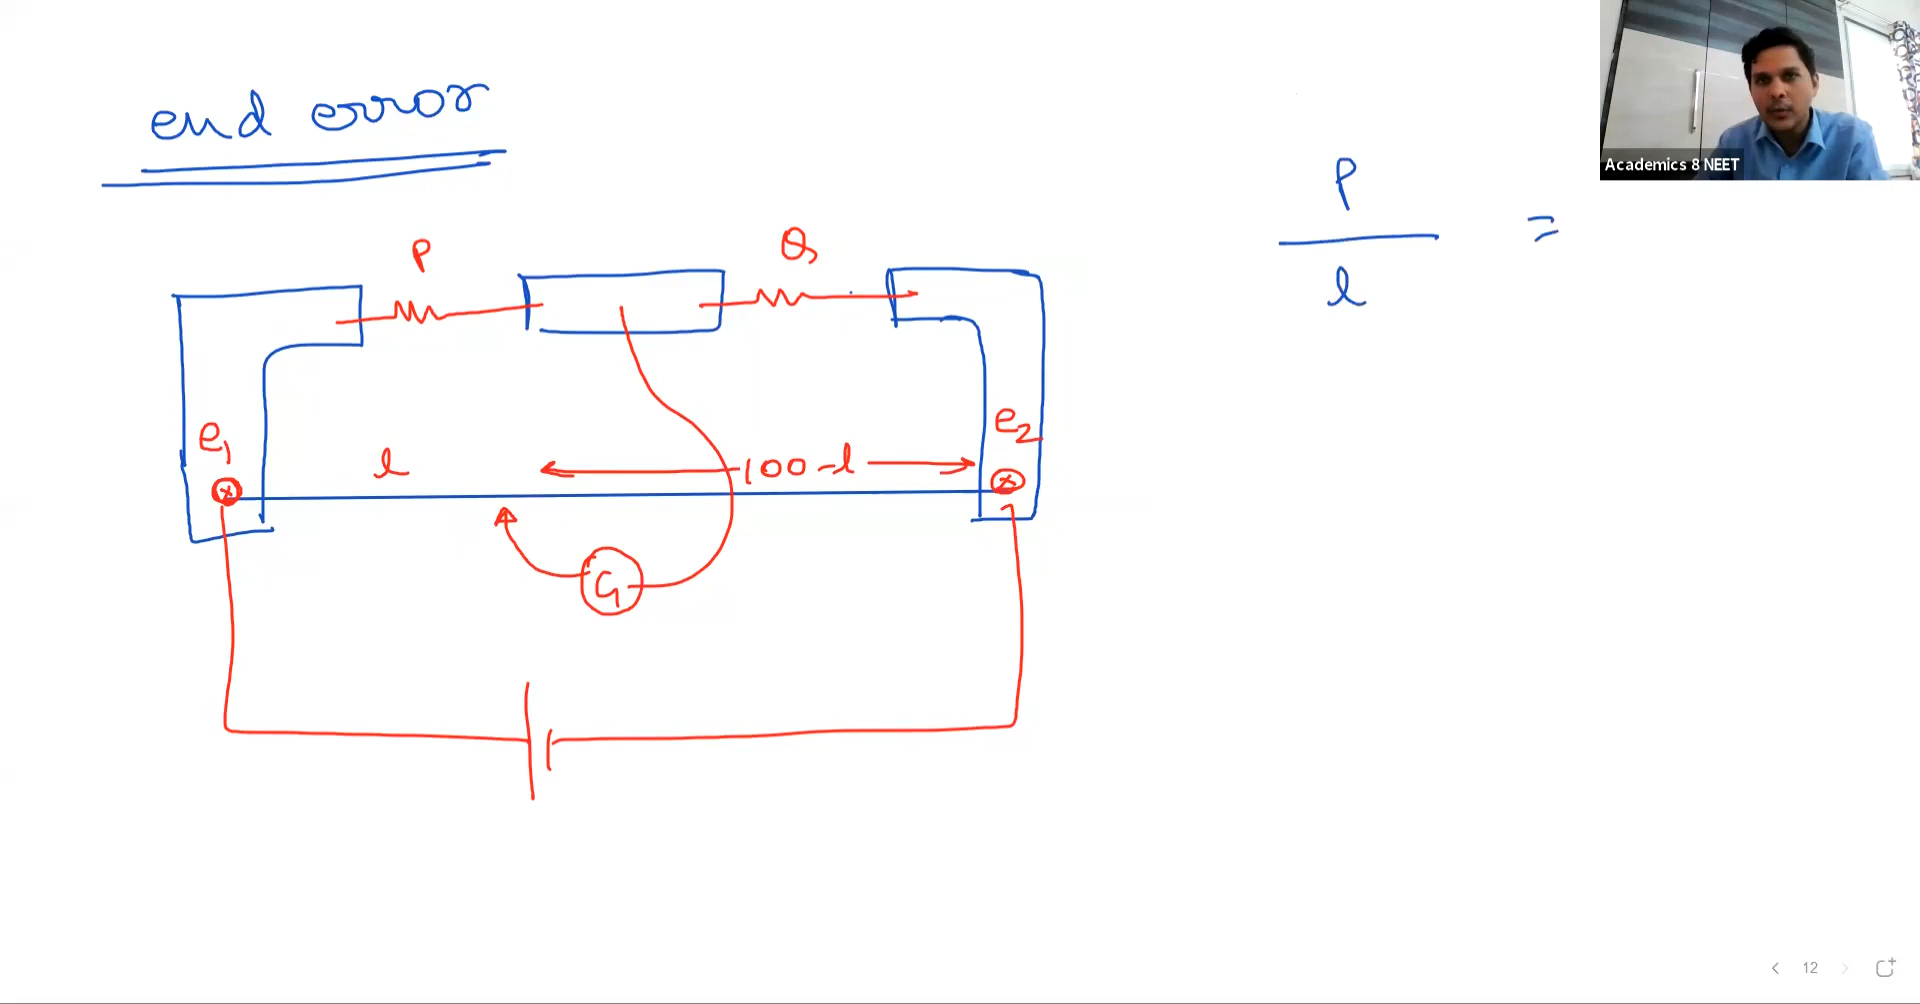 end error
Academics 8 NEET
P
P
Q
=
l
e1
e2
l
100-l
G
12